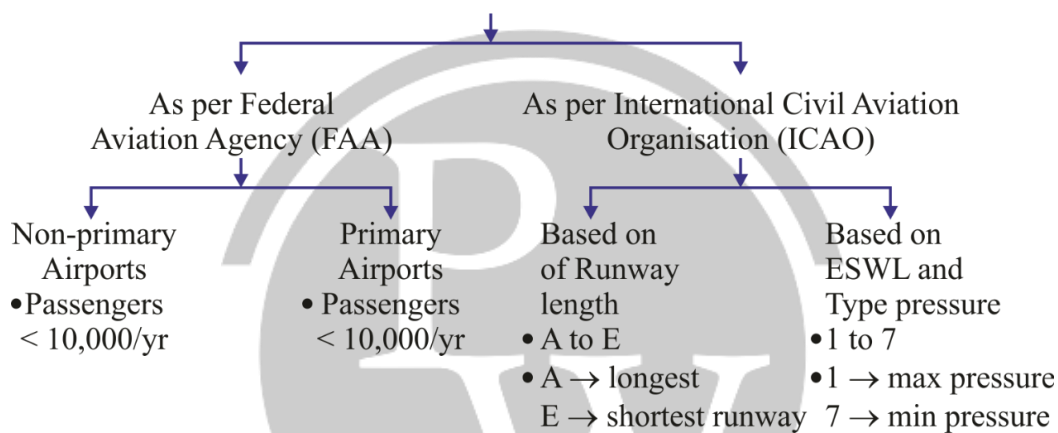 As per Federal
Aviation Agency (FAA)
As per International Civil Aviation
Organisation (ICAO)
Non-primary
Airports
•Passengers
< 10,000/yr
Primary
Airports
• Passengers
< 10,000/yr
Based on
of Runway
length
• A to E
• A → longest
E → shortest runway
Based on
ESWL and
Type pressure
•1 to 7
•1 → max pressure
7 → min pressure
PW